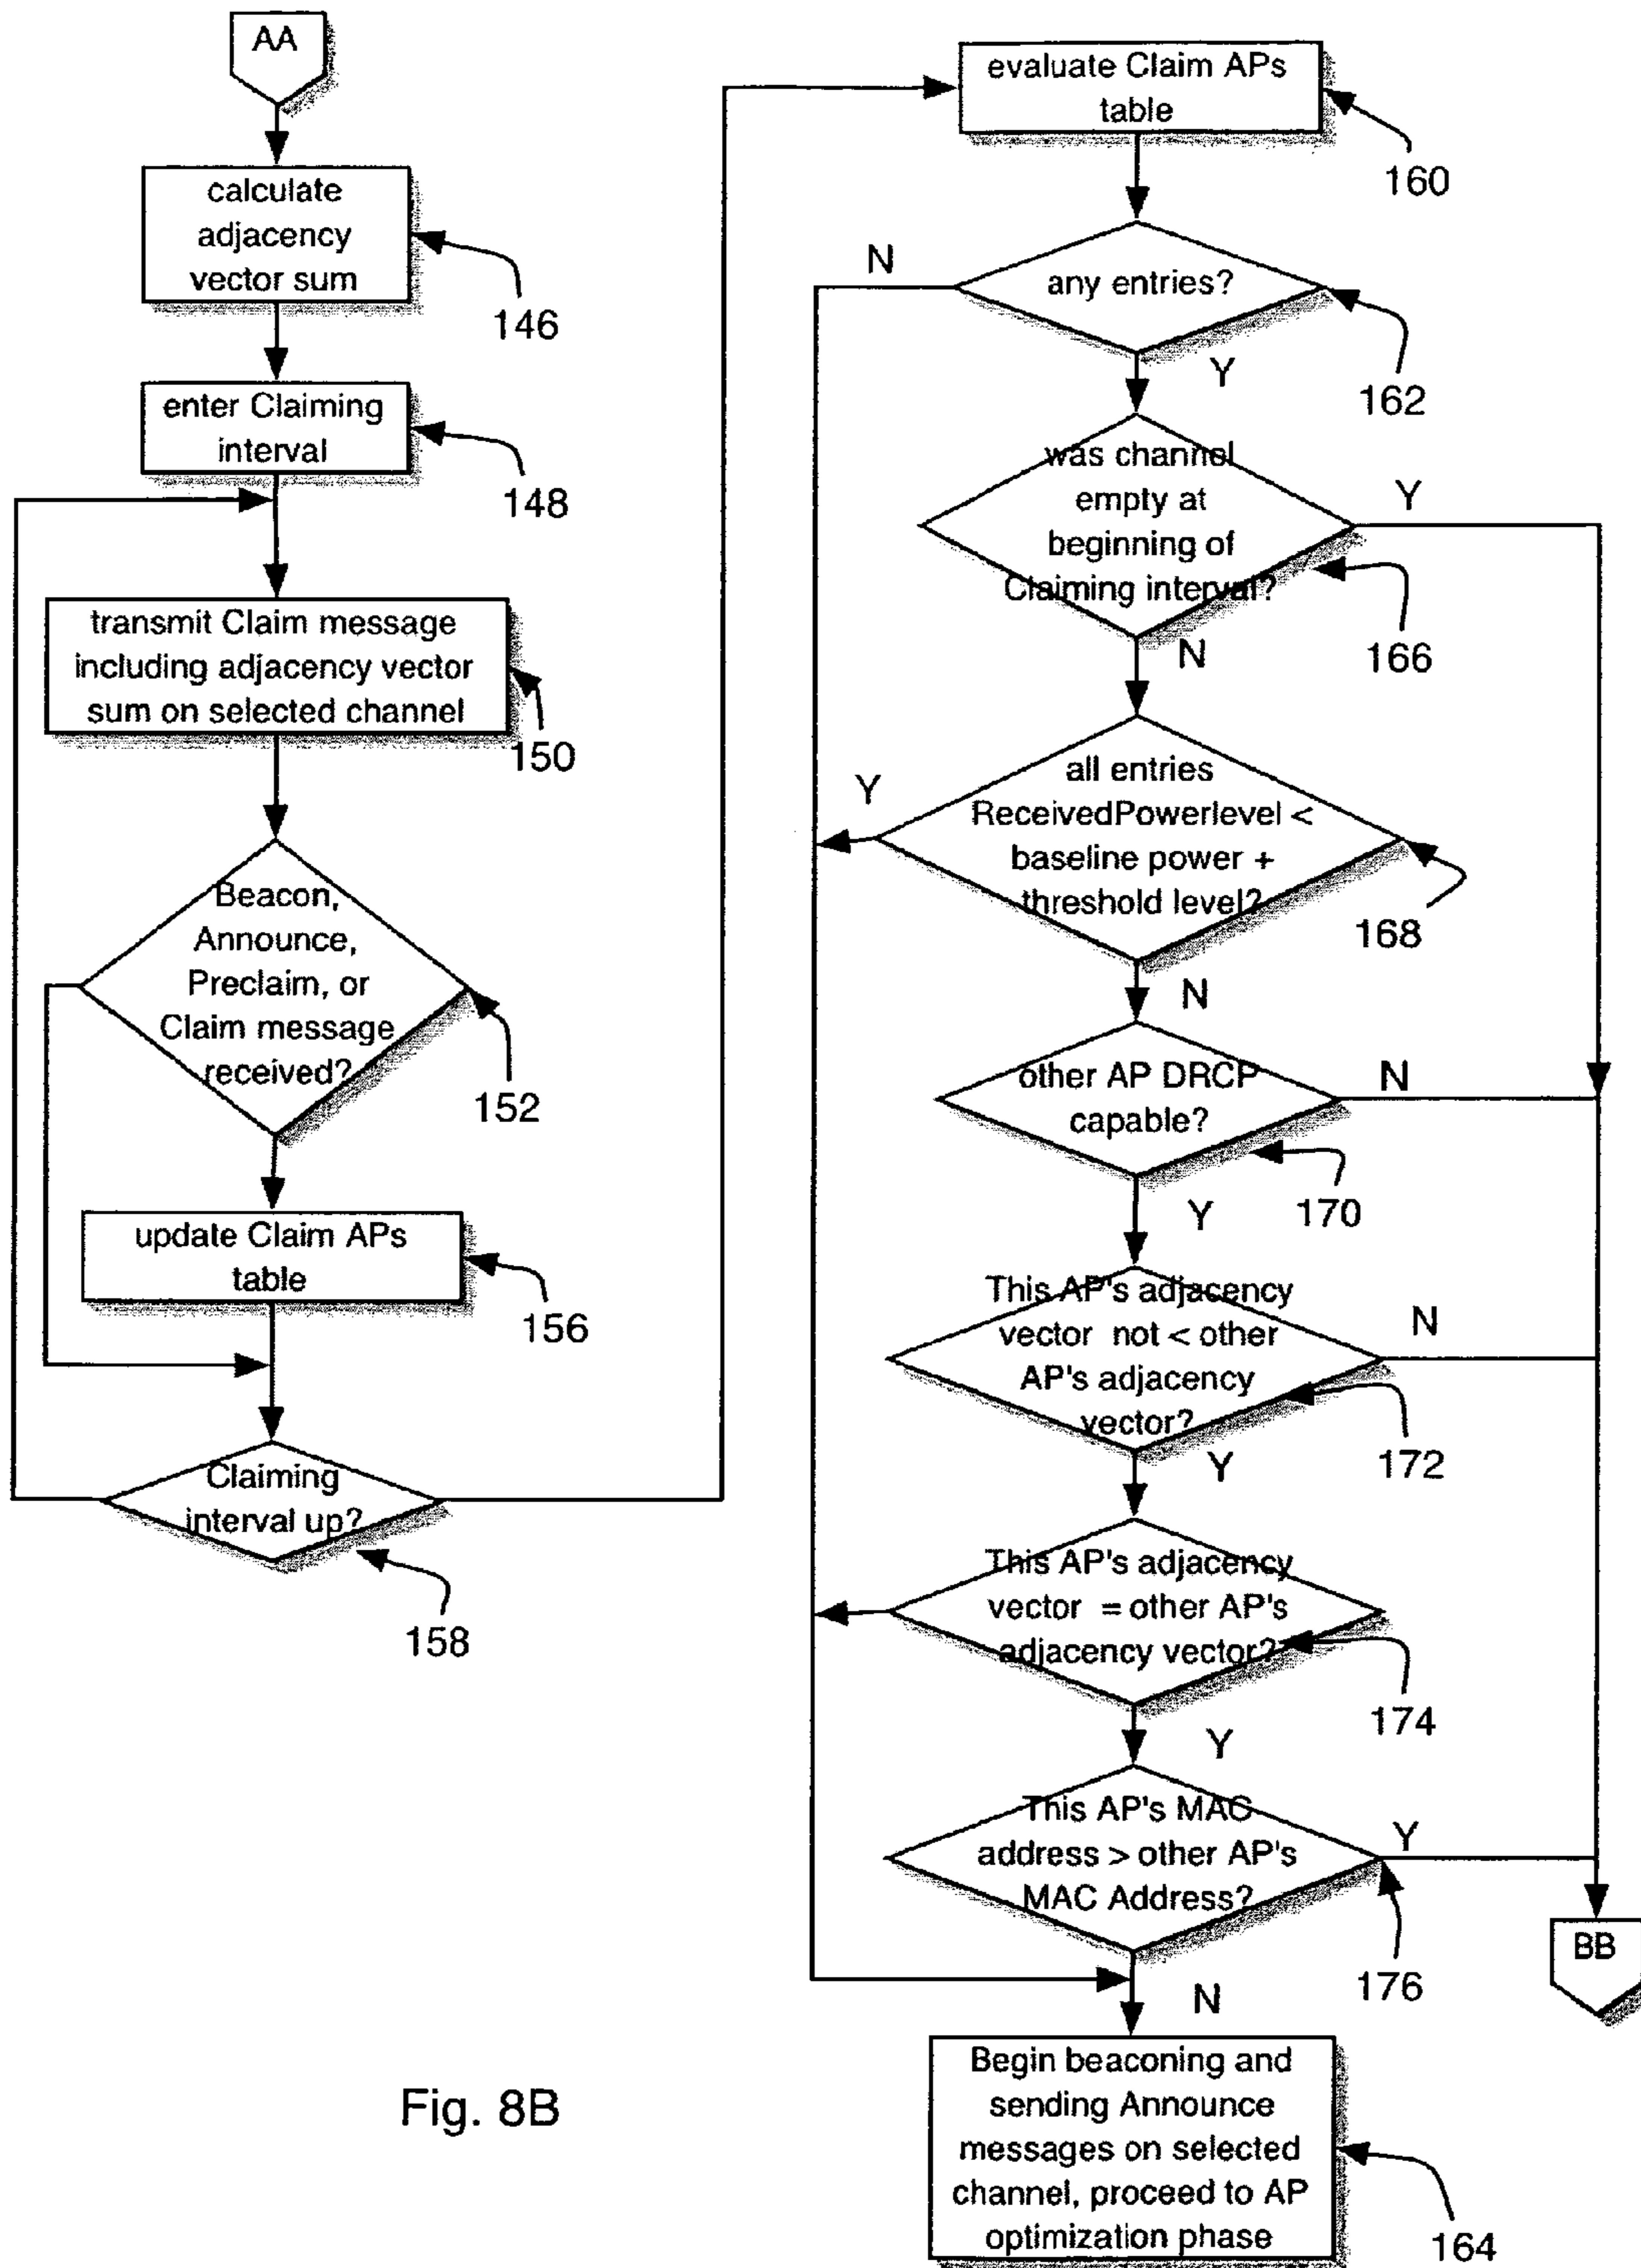 AA
calculate
adjacency
vector sum
146
enter Claiming
interval
148
transmit Claim message
including adjacency vector
sum on selected channel
150
Beacon,
Announce,
Preclaim, or
Claim message
received?
152
update Claim APs
table
156
Claiming
interval up?
158
evaluate Claim APs
table
160
any entries?
N
Y
162
was channel
empty at
beginning of
Claiming interval?
Y
N
166
all entries
ReceivedPowerlevel <
baseline power +
threshold level?
Y
N
168
other AP DRCP
capable?
N
Y
170
This AP's adjacency
vector not < other
AP's adjacency
vector?
N
Y
172
This AP's adjacency
vector = other AP's
adjacency vector?
Y
174
This AP's MAC
address > other AP's
MAC Address?
Y
N
176
BB
Begin beaconing and
sending Announce
messages on selected
channel, proceed to AP
optimization phase
164
Fig. 8B